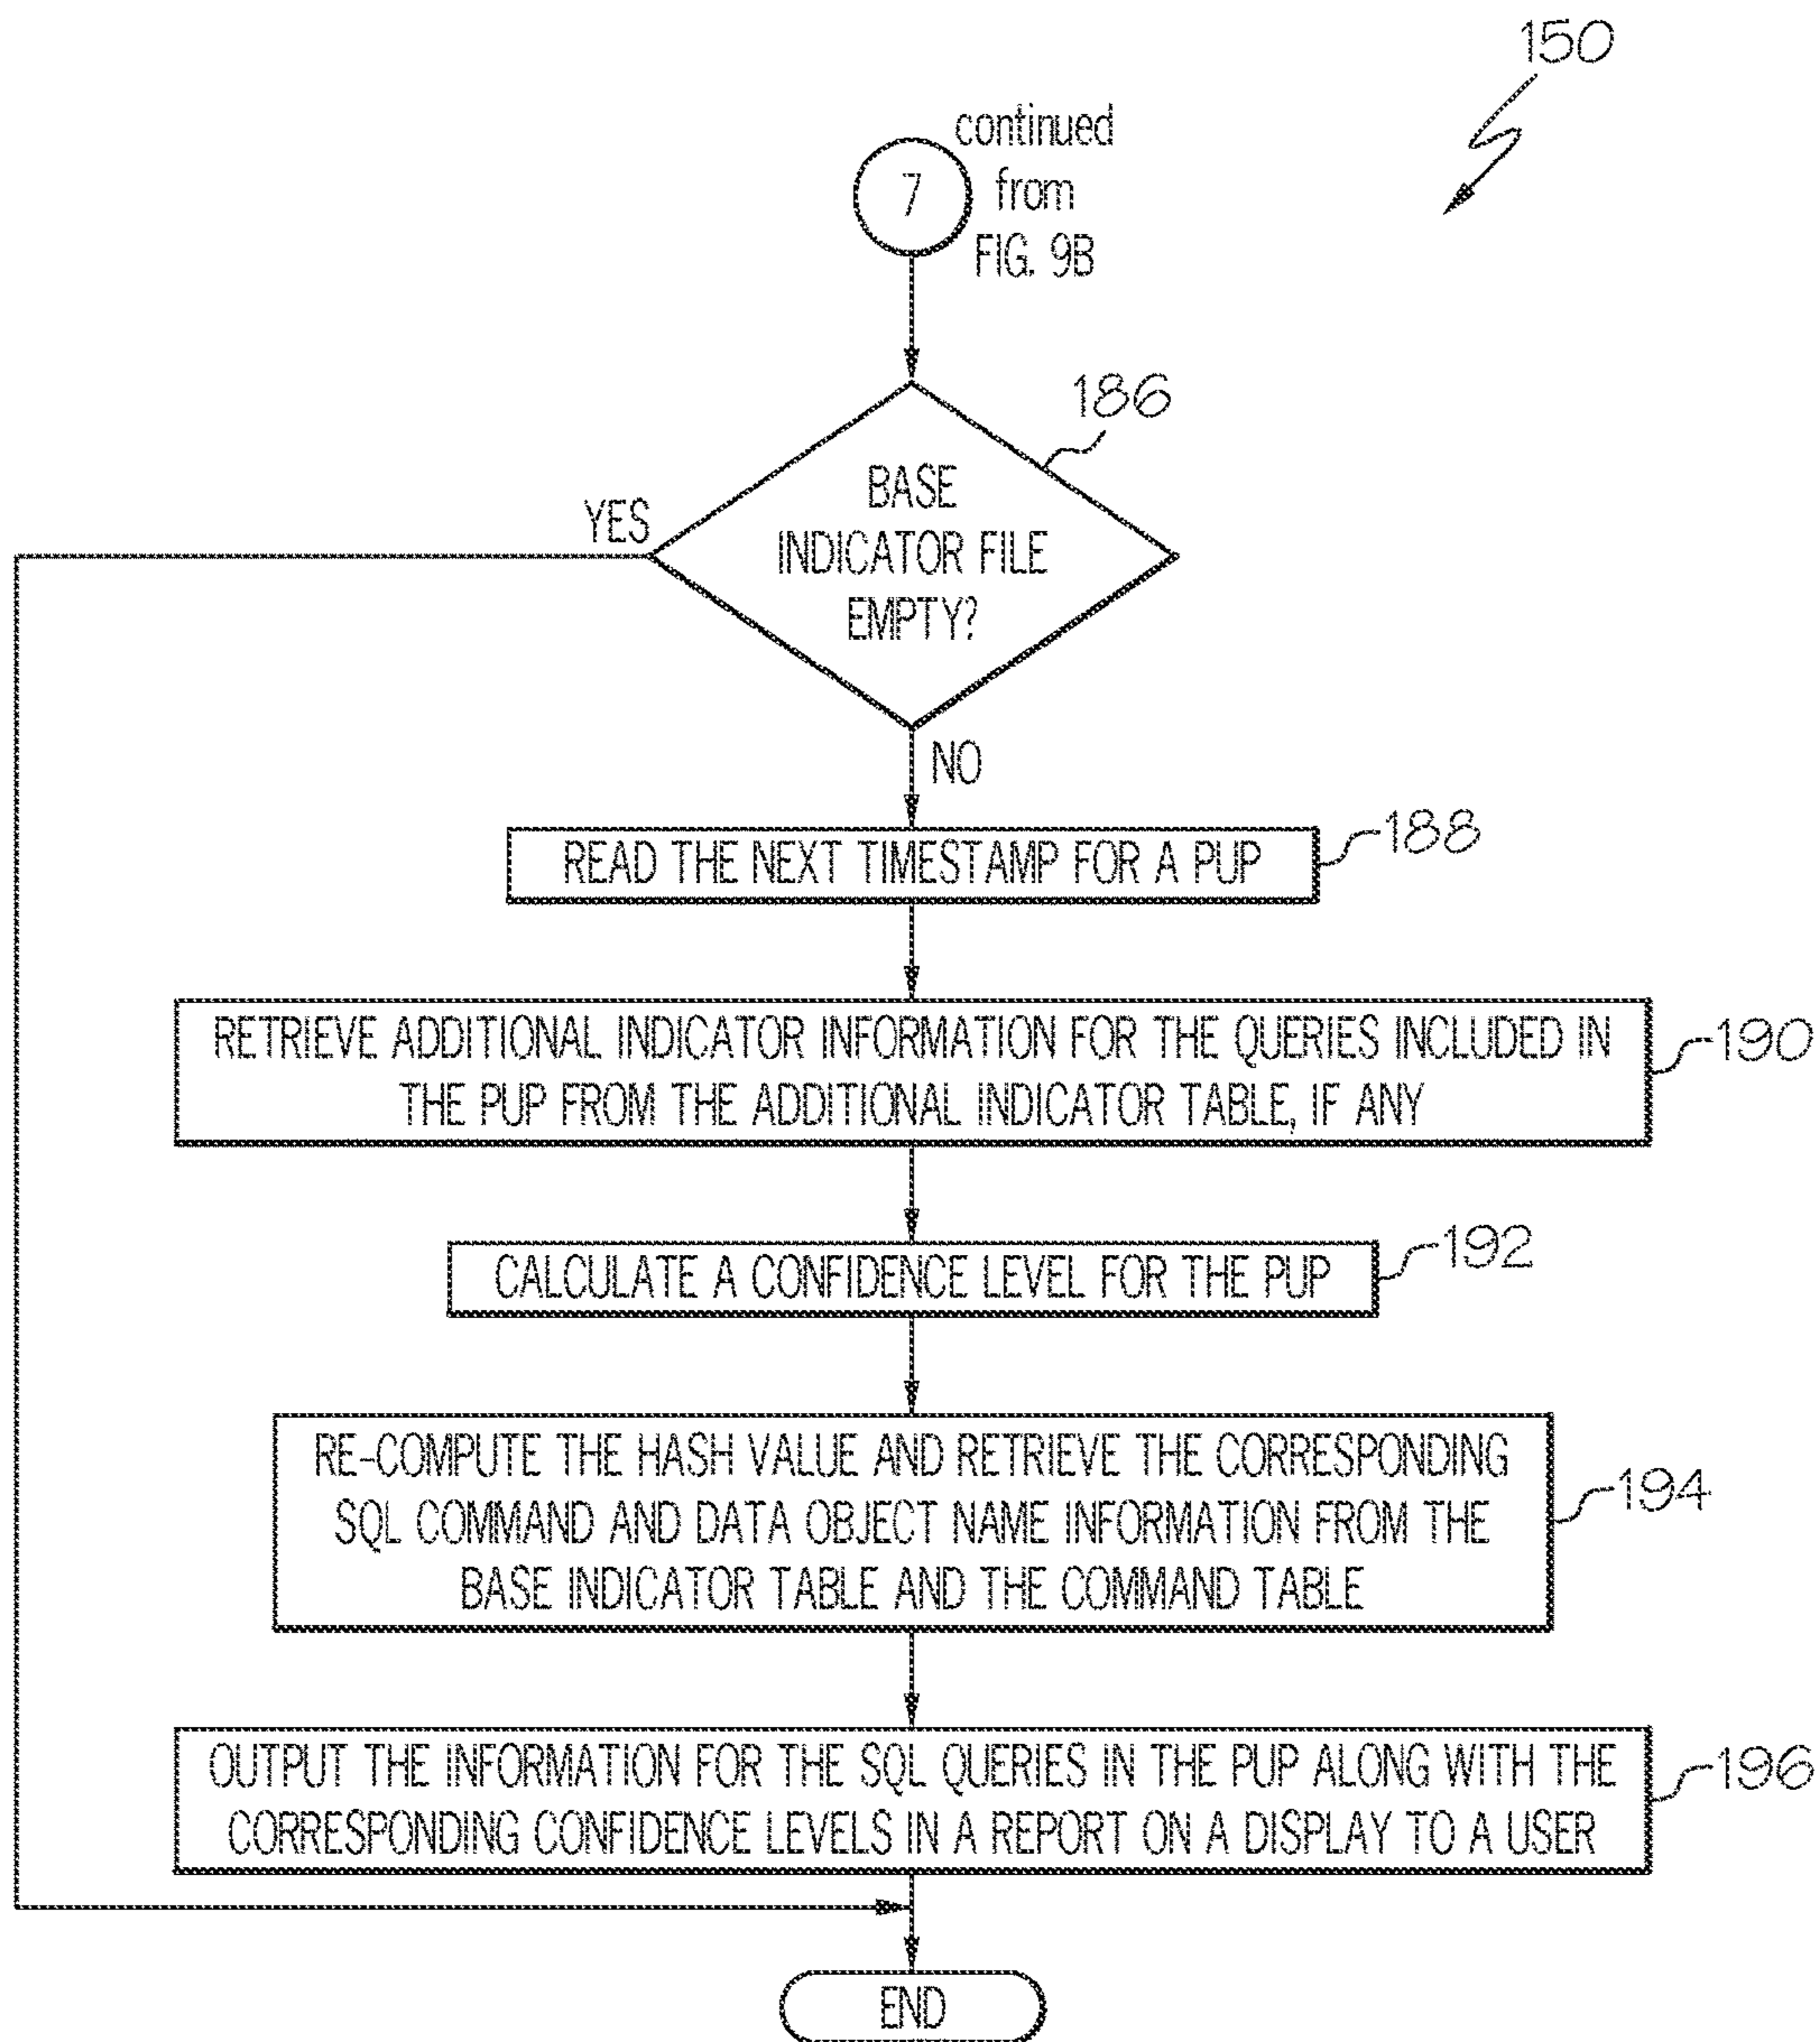 150
continued
from
FIG. 9B
7
186
BASE
INDICATOR FILE
EMPTY?
YES
NO
READ THE NEXT TIMESTAMP FOR A PUP
188
RETRIEVE ADDITIONAL INDICATOR INFORMATION FOR THE QUERIES INCLUDED IN
THE PUP FROM THE ADDITIONAL INDICATOR TABLE, IF ANY
190
CALCULATE A CONFIDENCE LEVEL FOR THE PUP
192
RE-COMPUTE THE HASH VALUE AND RETRIEVE THE CORRESPONDING
SQL COMMAND AND DATA OBJECT NAME INFORMATION FROM THE
BASE INDICATOR TABLE AND THE COMMAND TABLE
194
OUTPUT THE INFORMATION FOR THE SQL QUERIES IN THE PUP ALONG WITH THE
CORRESPONDING CONFIDENCE LEVELS IN A REPORT ON A DISPLAY TO A USER
196
END